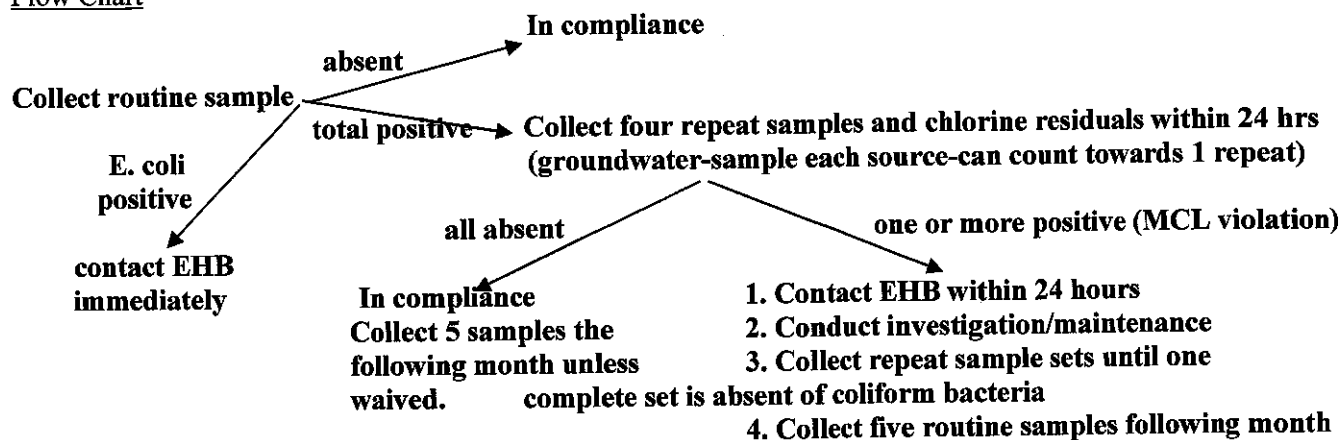 Flow Chart
In compliance
absent
Collect routine sample
total positive
Collect four repeat samples and chlorine residuals within 24 hrs
(groundwater-sample each source-can count towards 1 repeat)
E. coli
positive
contact EHB
immediately
all absent
one or more positive (MCL violation)
In compliance
Collect 5 samples the
following month unless
waived.
1. Contact EHB within 24 hours
2. Conduct investigation/maintenance
3. Collect repeat sample sets until one
complete set is absent of coliform bacteria
4. Collect five routine samples following month